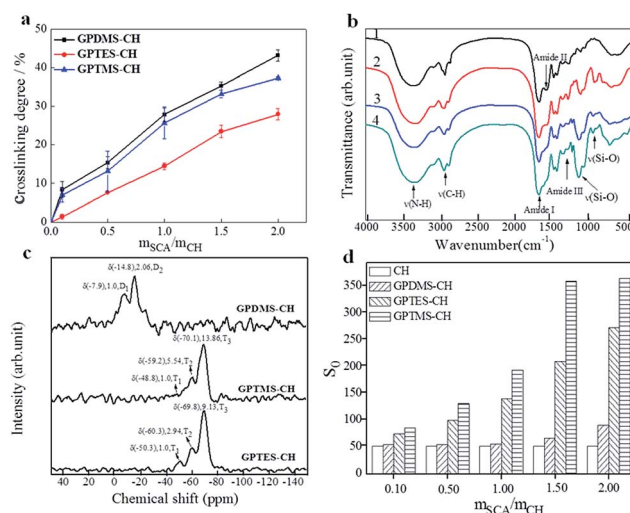 a
GPDMS-CH
GPTES-CH
GPTMS-CH
Crosslinking degree / %
50
40
30
20
10
0
0.0 0.5 1.0 1.5 2.0
mSCA/mCH
b
1
2
3
4
Amide II
ν(N-H)
ν(C-H)
Amide I
Amide III
ν(Si-O)
ν(Si-O)
Transmittance (arb.unit)
4000 3500 3000 2500 2000 1500 1000 500
Wavenumber(cm-1)
c
δ(-14.8),2.06,D2
δ(-7.9),1.0,D1
GPDMS-CH
δ(-70.1),13.86,T3
δ(-59.2),5.54,T2
δ(-48.8),1.0,T1
GPTMS-CH
δ(-69.8),9.13,T3
δ(-60.3),2.94,T2
δ(-50.3),1.0,T1
GPTES-CH
Intensity (arb.unit)
40 20 0 -20 -40 -60 -80 -100 -120 -140
Chemical shift (ppm)
d
CH
GPDMS-CH
GPTES-CH
GPTMS-CH
S0
350
300
250
200
150
100
50
50
0.10 0.50 1.00 1.50 2.00
mSCA/mCH